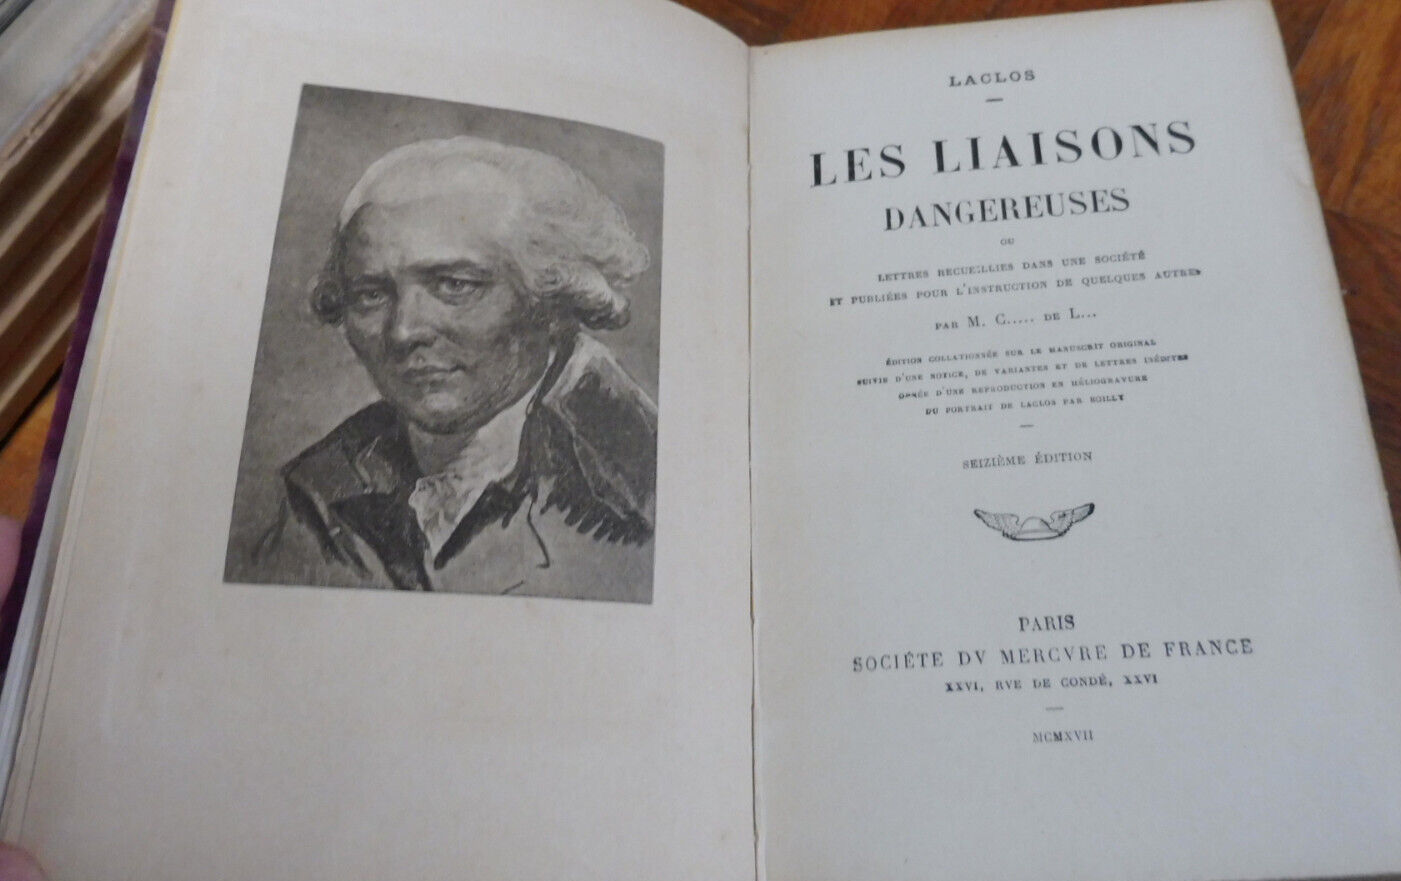 LACLOS
LES LIAISONS
DANGEREUSES
OU
LETTRES RECUEILLIES DANS UNE SOCIÉTÉ
ET PUBLIÉES POUR L'INSTRUCTION DE QUELQUES AUTRES
PAR M. C..... DE L...
ÉDITION COLLATIONNÉE SUR LE MANUSCRIT ORIGINAL
SUIVIE D'UNE NOTICE, DE VARIANTES ET DE LETTRES INÉDITES
ORNÉE D'UNE REPRODUCTION EN HÉLIOGRAVURE
DU PORTRAIT DE LACLOS PAR BOILLY
SEIZIÈME ÉDITION
PARIS
SOCIÉTE DV MERCVRE DE FRANCE
XXVI, RVE DE CONDÉ, XXVI
MCMXVII